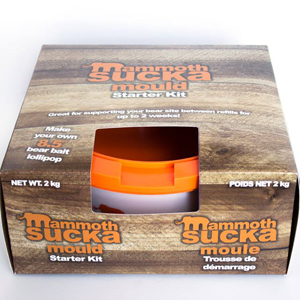 Mammoth
sucka
mould
Starter Kit
Great for supporting your bear site between refills for
up to 2 weeks!
Make
your own
8.5"
bear bait
lollipop
NET WT. 2 kg
POIDS NET 2 kg
Mammoth
sucka
mould
Starter Kit
Mammoth
sucka
moule
Trousse de
démarrage